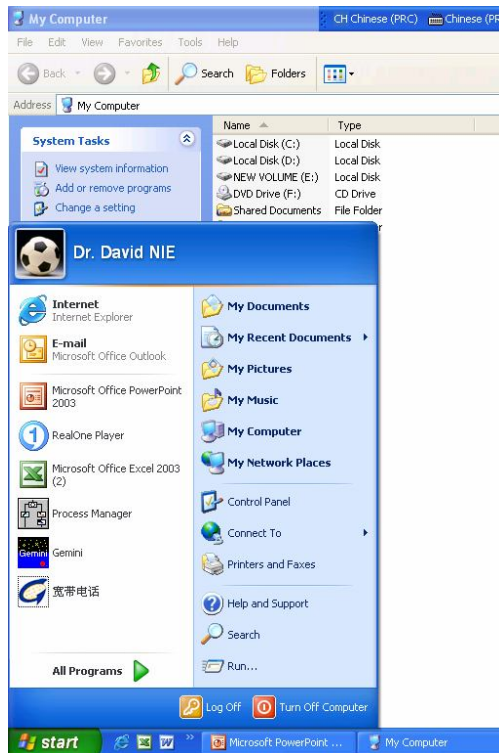 My Computer
CH Chinese (PRC) Chinese (PR
File Edit View Favorites Tools Help
Back Search Folders
Address My Computer
Name Type
System Tasks
View system information
Add or remove programs
Change a setting
Local Disk (C:) Local Disk
Local Disk (D:) Local Disk
NEW VOLUME (E:) Local Disk
DVD Drive (F:) CD Drive
Shared Documents File Folder
Dr. David NIE
Internet
Internet Explorer
E-mail
Microsoft Office Outlook
Microsoft Office PowerPoint
2003
RealOne Player
Microsoft Office Excel 2003
(2)
Process Manager
Gemini
Gemini
宽带电话
All Programs
My Documents
My Recent Documents
My Pictures
My Music
My Computer
My Network Places
Control Panel
Connect To
Printers and Faxes
Help and Support
Search
Run...
Log Off Turn Off Computer
start
Microsoft PowerPoint ...
My Computer